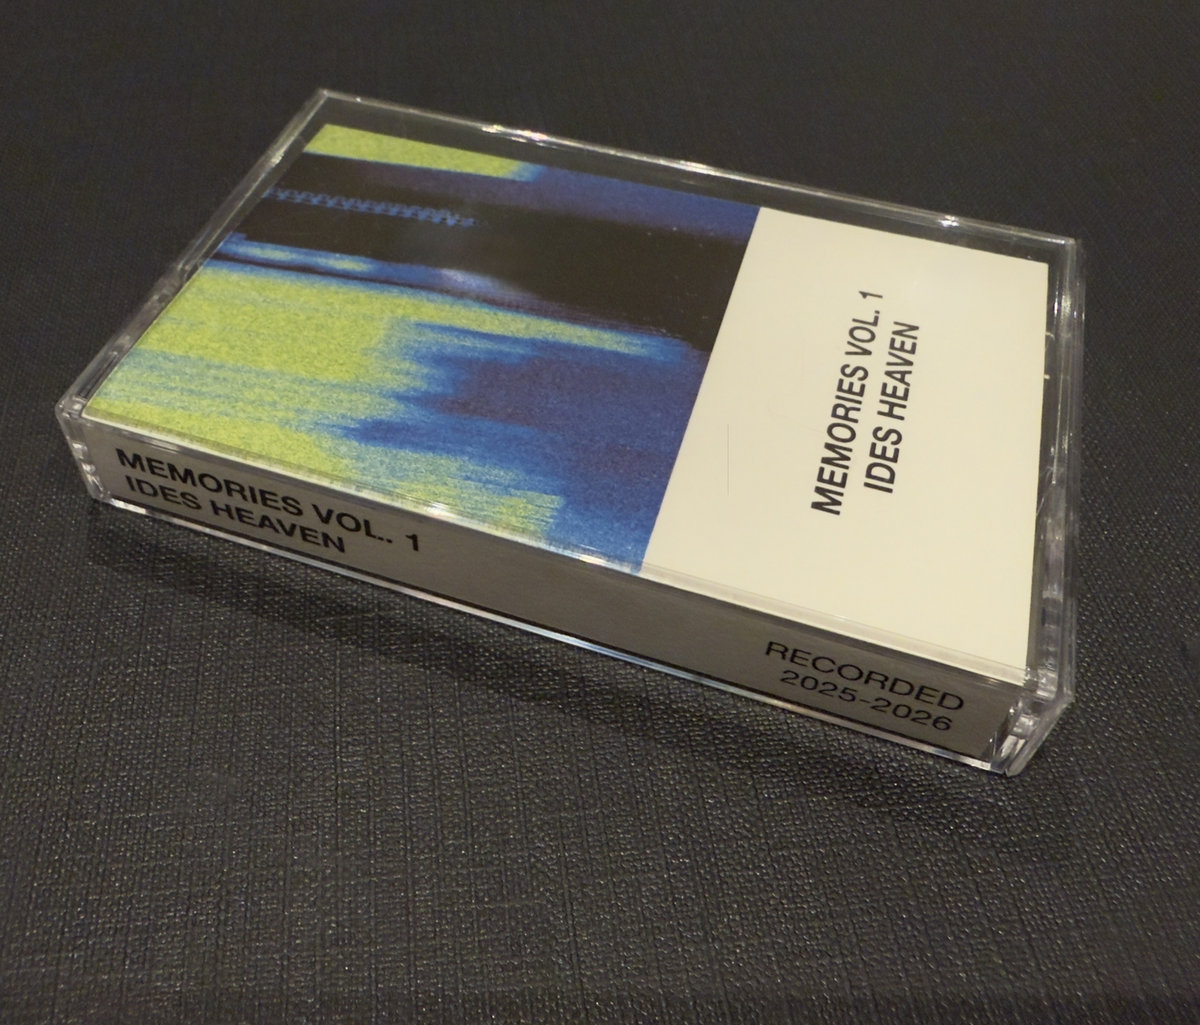 MEMORIES VOL. 1
IDES HEAVEN
MEMORIES VOL.. 1
IDES HEAVEN
RECORDED
2025-2026